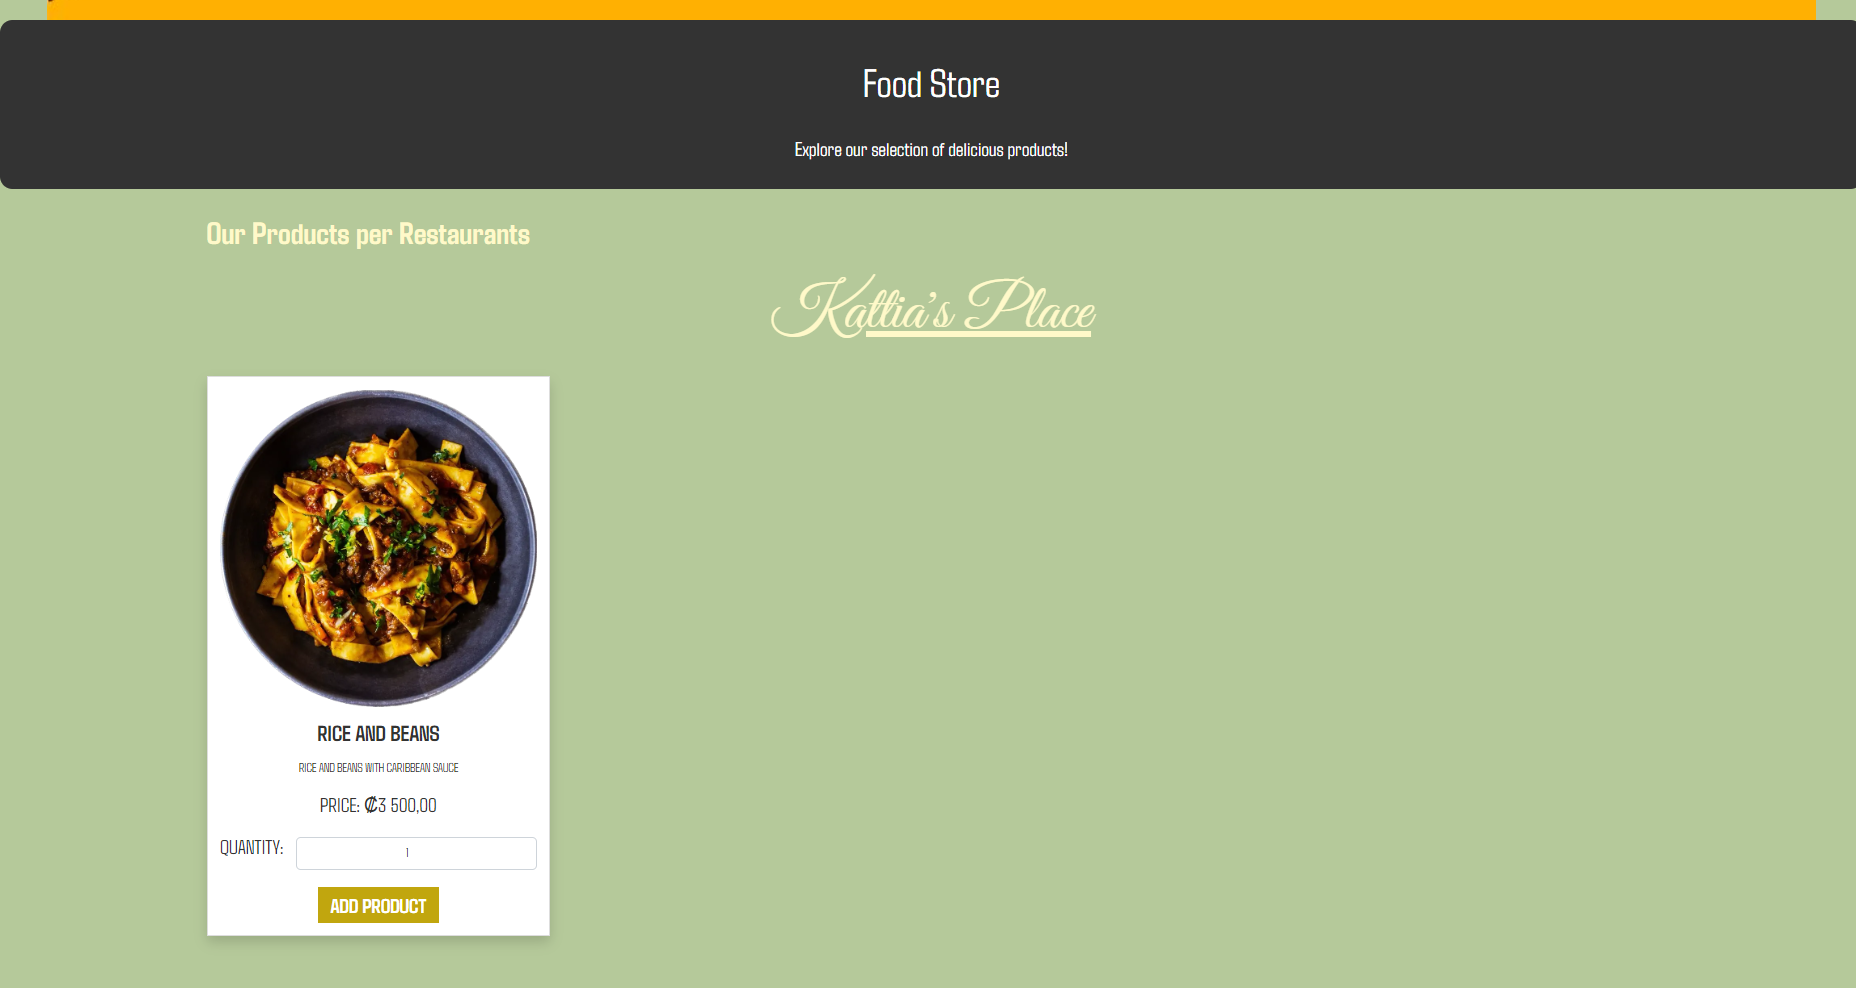 Food Store
Explore our selection of delicious products!
Our Products per Restaurants
Kattia's Place
RICE AND BEANS
RICE AND BEANS WITH CARIBBEAN SAUCE
PRICE: ₡3 500,00
QUANTITY: 1
ADD PRODUCT